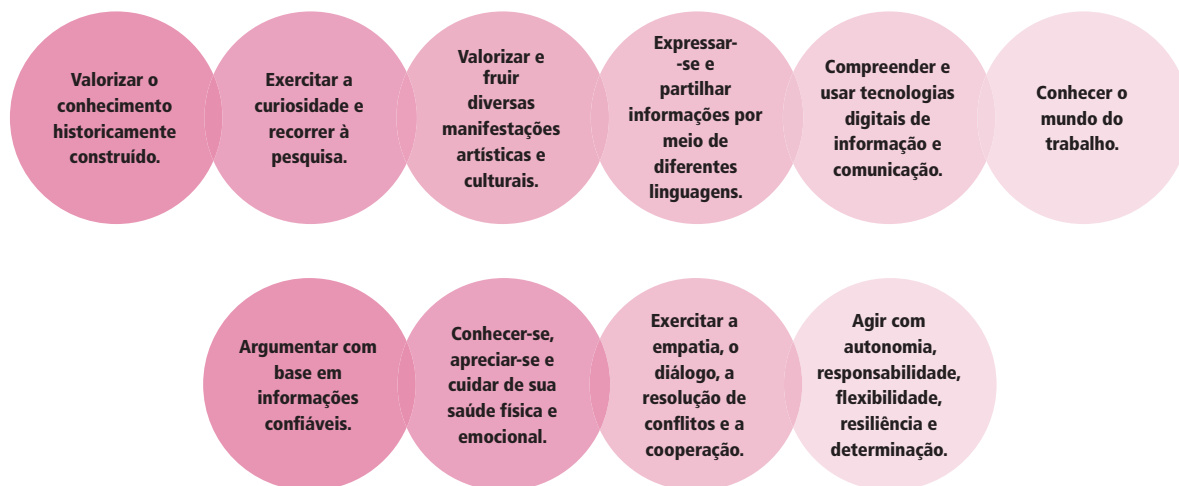 Valorizar o
conhecimento
historicamente
construído.
Exercitar a
curiosidade e
recorrer à
pesquisa.
Valorizar e
fruir
diversas
manifestações
artísticas e
culturais.
Expressar-
-se e
partilhar
informações por
meio de
diferentes
linguagens.
Compreender e
usar tecnologias
digitais de
informação e
comunicação.
Conhecer o
mundo do
trabalho.
Argumentar com
base em
informações
confiáveis.
Conhecer-se,
apreciar-se e
cuidar de sua
saúde física e
emocional.
Exercitar a
empatia, o
diálogo, a
resolução de
conflitos e a
cooperação.
Agir com
autonomia,
responsabilidade,
flexibilidade,
resiliência e
determinação.